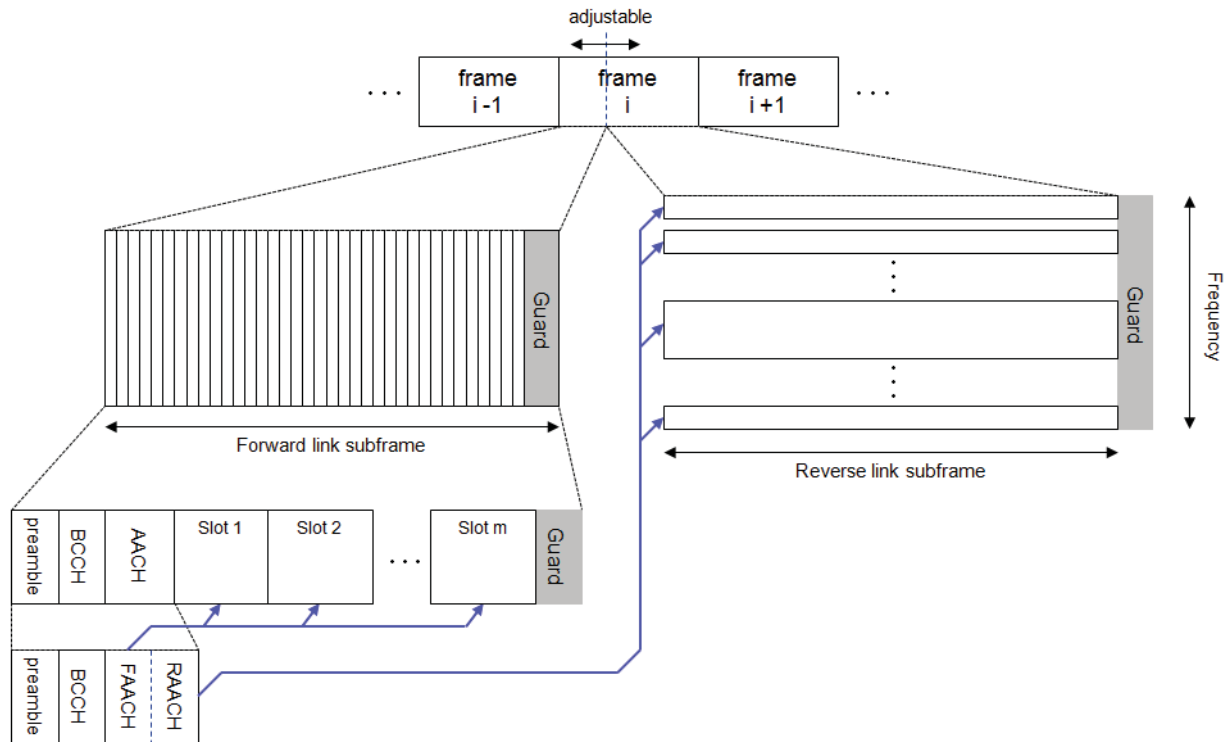 adjustable
frame
i -1
frame
i
frame
i +1
Guard
Forward link subframe
Guard
Frequency
Reverse link subframe
preamble
BCCH
AACH
Slot 1
Slot 2
Slot m
Guard
preamble
BCCH
FAACH
RAACH